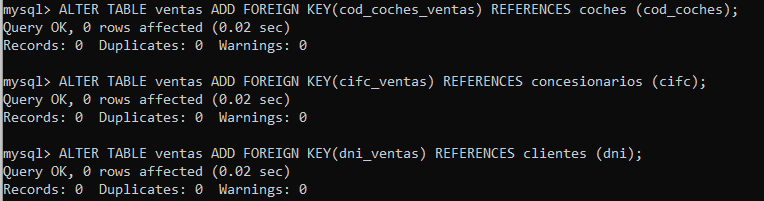 mysql> ALTER TABLE ventas ADD FOREIGN KEY(cod_coches_ventas) REFERENCES coches (cod_coches);
Query OK, 0 rows affected (0.02 sec)
Records: 0  Duplicates: 0  Warnings: 0
mysql> ALTER TABLE ventas ADD FOREIGN KEY(cifc_ventas) REFERENCES concesionarios (cifc);
Query OK, 0 rows affected (0.02 sec)
Records: 0  Duplicates: 0  Warnings: 0
mysql> ALTER TABLE ventas ADD FOREIGN KEY(dni_ventas) REFERENCES clientes (dni);
Query OK, 0 rows affected (0.02 sec)
Records: 0  Duplicates: 0  Warnings: 0